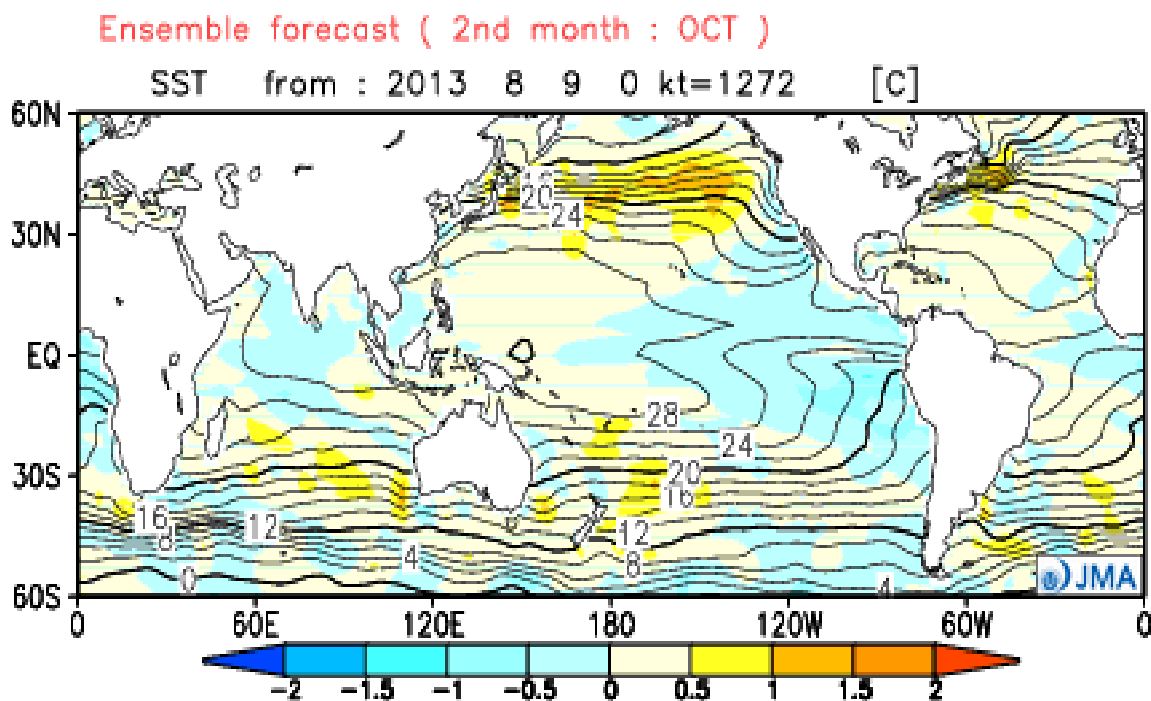 Ensemble forecast ( 2nd month : OCT )
SST from : 2013 8 9 0 kt=1272 [C]
60N
30N
EQ
30S
60S
20
24
28
24
20
16
12
8
4
16
12
8
4
0
JMA
0 60E 120E 180 120W 60W 0
-2 -1.5 -1 -0.5 0 0.5 1 1.5 2